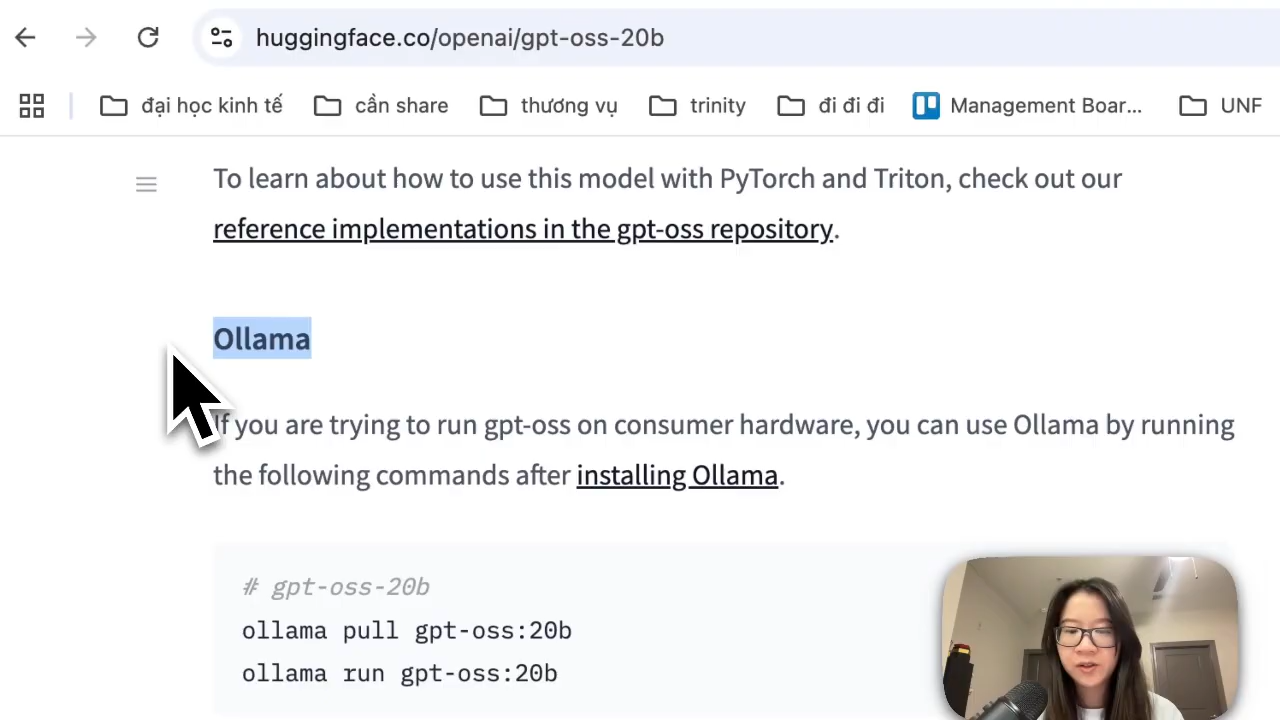 huggingface.co/openai/gpt-oss-20b
đại học kinh tế cần share thương vụ trinity đi đi đi Management Boar... UNF
To learn about how to use this model with PyTorch and Triton, check out our
reference implementations in the gpt-oss repository.
Ollama
If you are trying to run gpt-oss on consumer hardware, you can use Ollama by running
the following commands after installing Ollama.
# gpt-oss-20b
ollama pull gpt-oss:20b
ollama run gpt-oss:20b